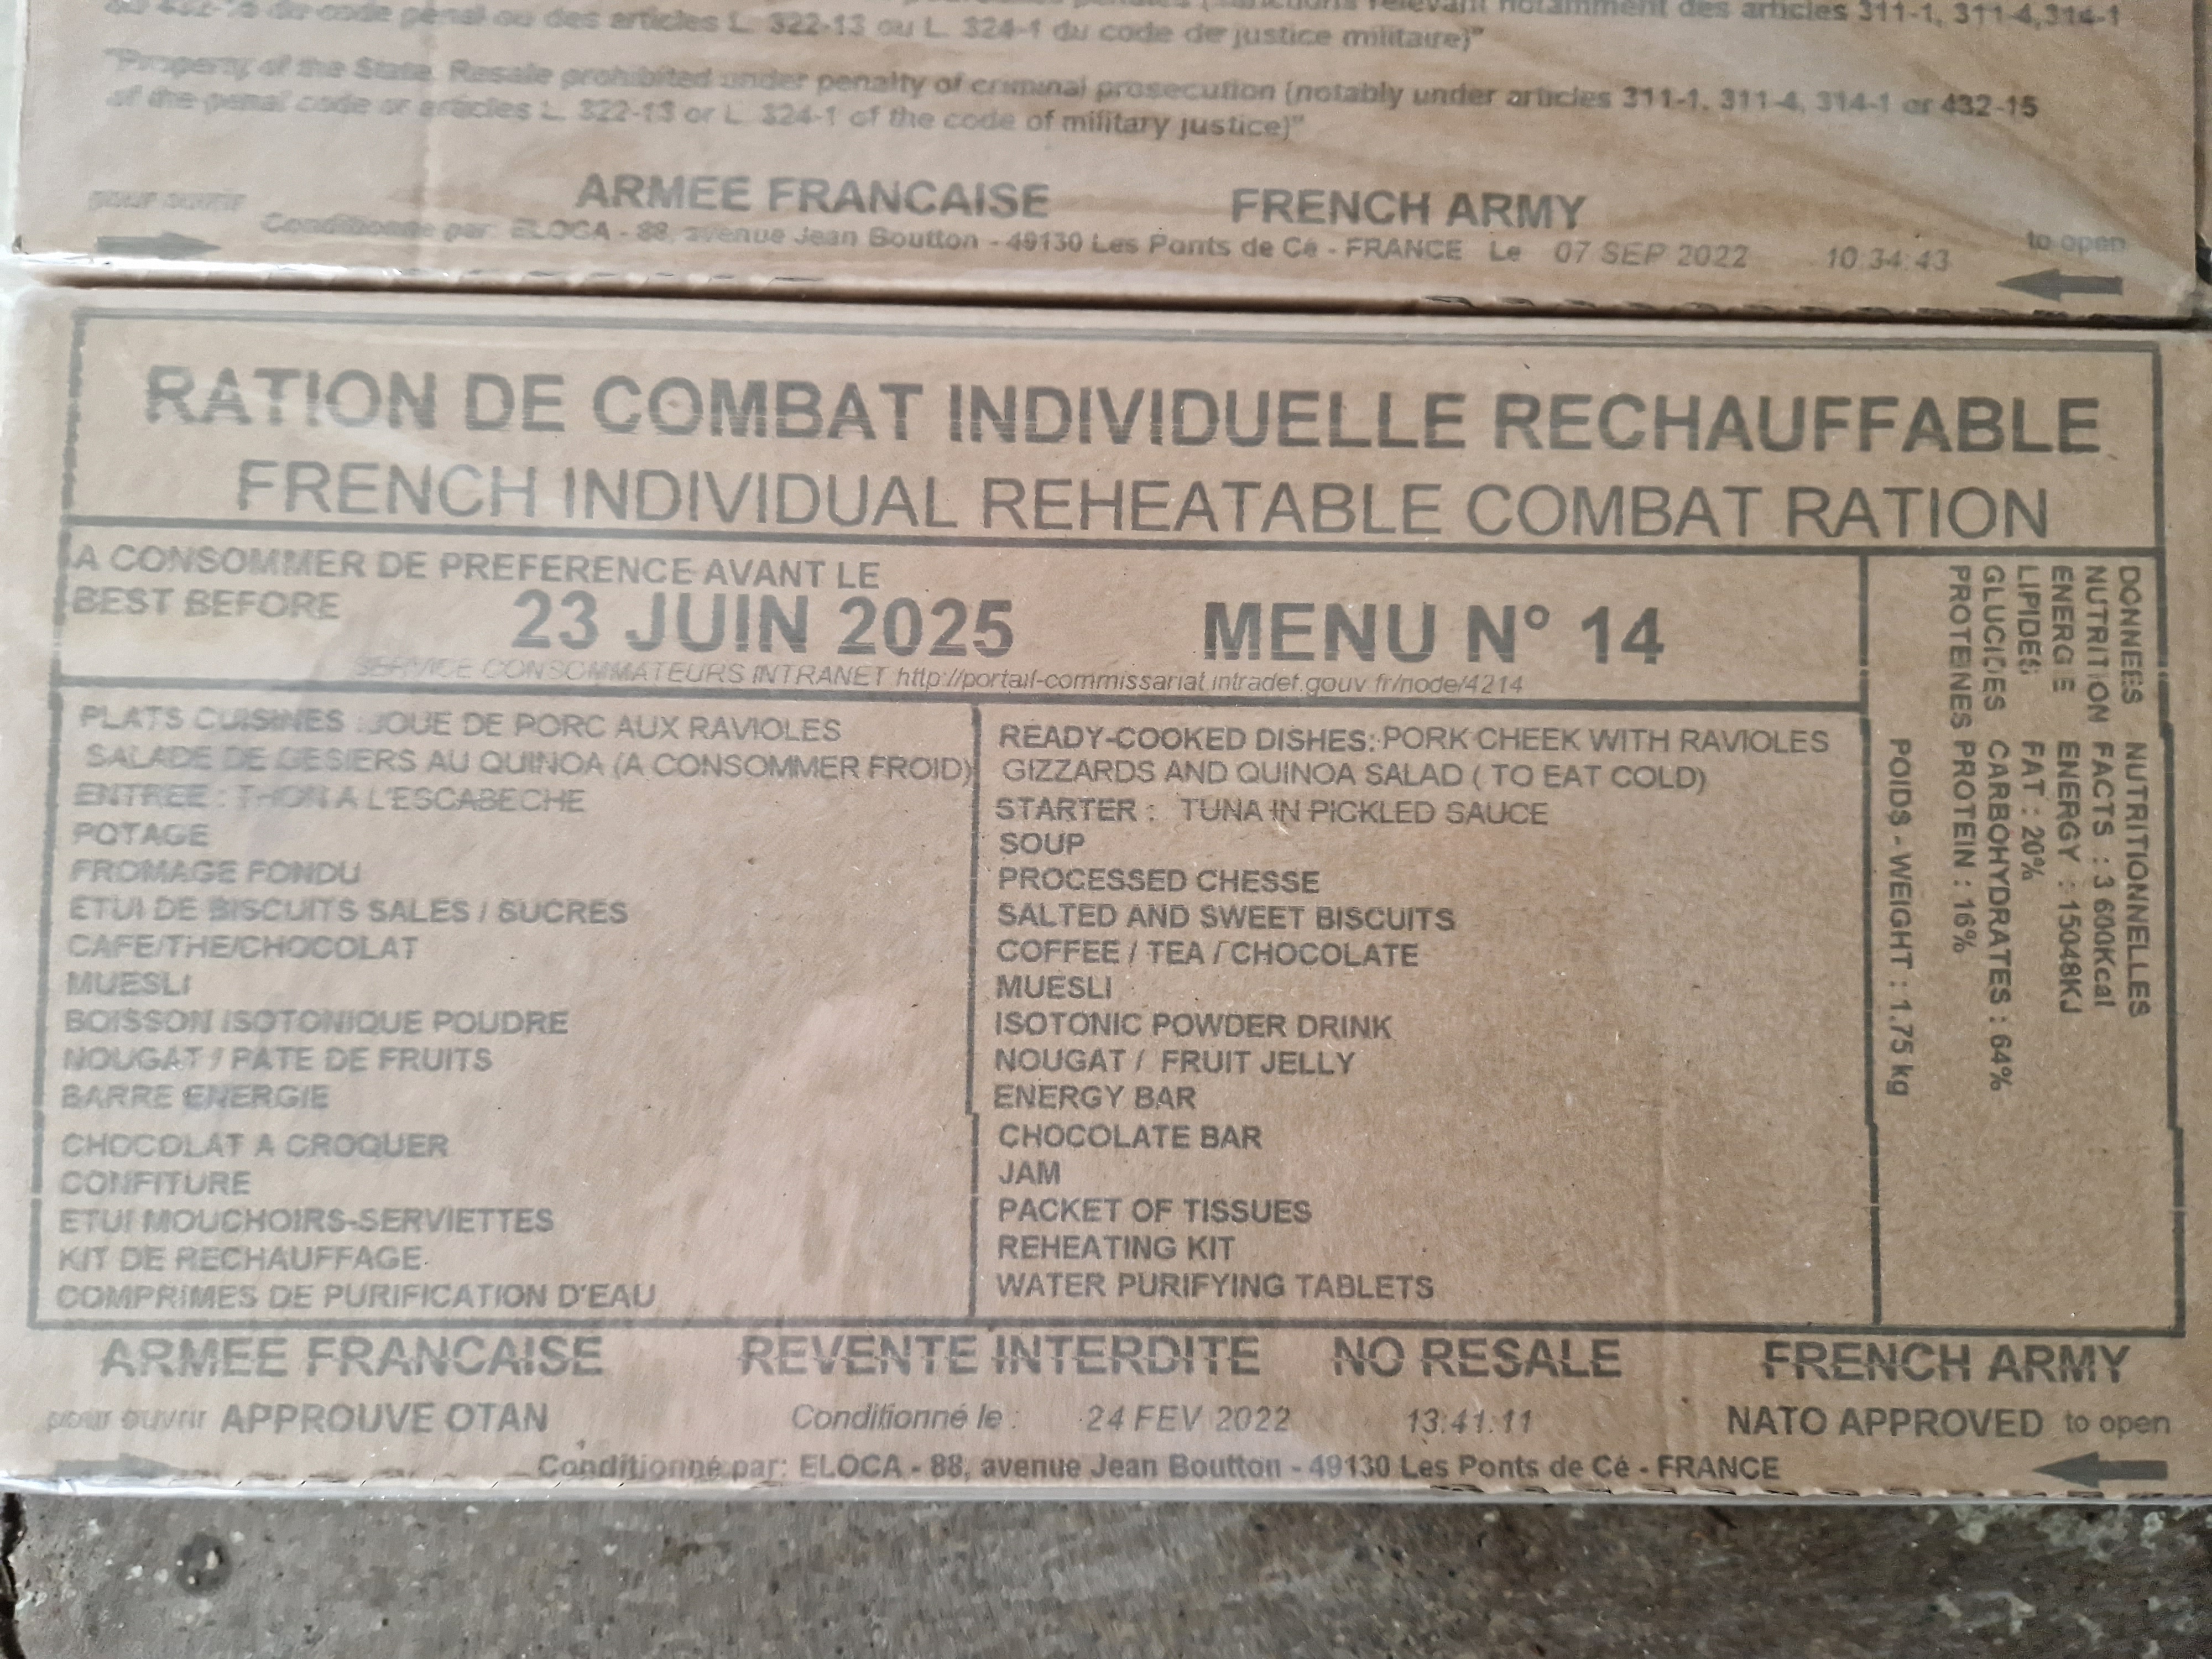 du code penal ou des articles L. 322-13 ou L. 324-1 du code de justice militaire)"
"Property of the State. Resale prohibited under penalty of criminal prosecution (notably under articles 311-1, 311-4, 314-1 or 432-15
of the penal code or articles L. 322-13 or L. 324-1 of the code of military justice)"
ARMEE FRANCAISE FRENCH ARMY
pour ouvrir
Conditionne par: ELOCA - 88, avenue Jean Boutton - 49130 Les Ponts de Cé - FRANCE Le 07 SEP 2022 10:34:43
to open
RATION DE COMBAT INDIVIDUELLE RECHAUFFABLE
FRENCH INDIVIDUAL REHEATABLE COMBAT RATION
A CONSOMMER DE PREFERENCE AVANT LE
BEST BEFORE
23 JUIN 2025 MENU N° 14
SERVICE CONSOMMATEURS INTRANET http://portail-commissariat.intradef.gouv.fr/node/4214
PLATS CUISINES : JOUE DE PORC AUX RAVIOLES
SALADE DE GESIERS AU QUINOA (A CONSOMMER FROID)
ENTREE : THON A L'ESCABECHE
POTAGE
FROMAGE FONDU
ETUI DE BISCUITS SALES / SUCRES
CAFE/THE/CHOCOLAT
MUESLI
BOISSON ISOTONIQUE POUDRE
NOUGAT / PATE DE FRUITS
BARRE ENERGIE
CHOCOLAT A CROQUER
CONFITURE
ETUI MOUCHOIRS-SERVIETTES
KIT DE RECHAUFFAGE
COMPRIMES DE PURIFICATION D'EAU
READY-COOKED DISHES: PORK CHEEK WITH RAVIOLES
GIZZARDS AND QUINOA SALAD ( TO EAT COLD)
STARTER : TUNA IN PICKLED SAUCE
SOUP
PROCESSED CHESSE
SALTED AND SWEET BISCUITS
COFFEE / TEA / CHOCOLATE
MUESLI
ISOTONIC POWDER DRINK
NOUGAT / FRUIT JELLY
ENERGY BAR
CHOCOLATE BAR
JAM
PACKET OF TISSUES
REHEATING KIT
WATER PURIFYING TABLETS
DONNEES NUTRITIONNELLES
NUTRITION FACTS : 3 600Kcal
ENERGIE ENERGY : 15048KJ
LIPIDES FAT : 20%
GLUCIDES CARBOHYDRATES : 64%
PROTEINES PROTEIN : 16%
POIDS - WEIGHT : 1.75 kg
ARMEE FRANCAISE REVENTE INTERDITE NO RESALE FRENCH ARMY
pour ouvrir APPROUVE OTAN Conditionné le : 24 FEV 2022 13:41:11 NATO APPROVED to open
Conditionné par: ELOCA - 88, avenue Jean Boutton - 49130 Les Ponts de Cé - FRANCE